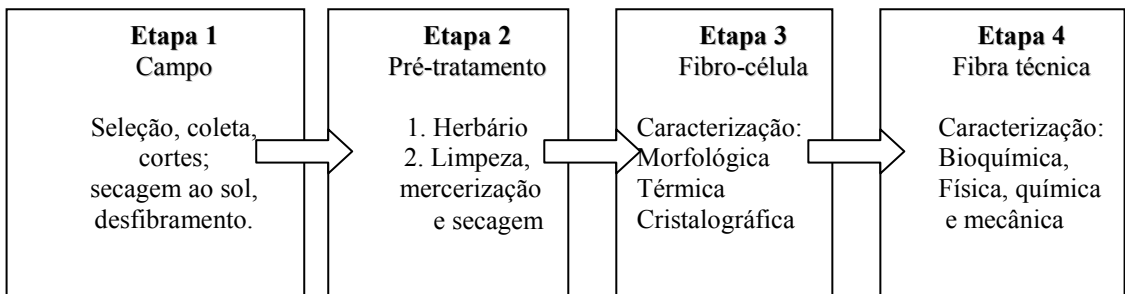 Etapa 1
Campo
Seleção, coleta,
cortes;
secagem ao sol,
desfibramento.
Etapa 2
Pré-tratamento
1. Herbário
2. Limpeza,
mercerização
e secagem
Etapa 3
Fibro-célula
Caracterização:
Morfológica
Térmica
Cristalográfica
Etapa 4
Fibra técnica
Caracterização:
Bioquímica,
Física, química
e mecânica